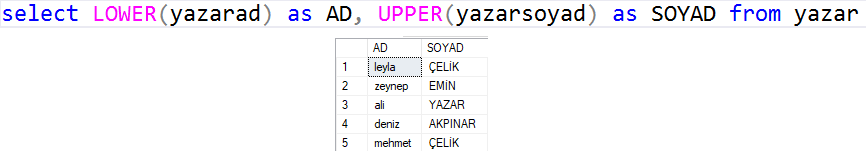 select LOWER(yazarad) as AD, UPPER(yazarsoyad) as SOYAD from yazar
AD SOYAD
1 leyla ÇELİK
2 zeynep EMİN
3 ali YAZAR
4 deniz AKPINAR
5 mehmet ÇELİK